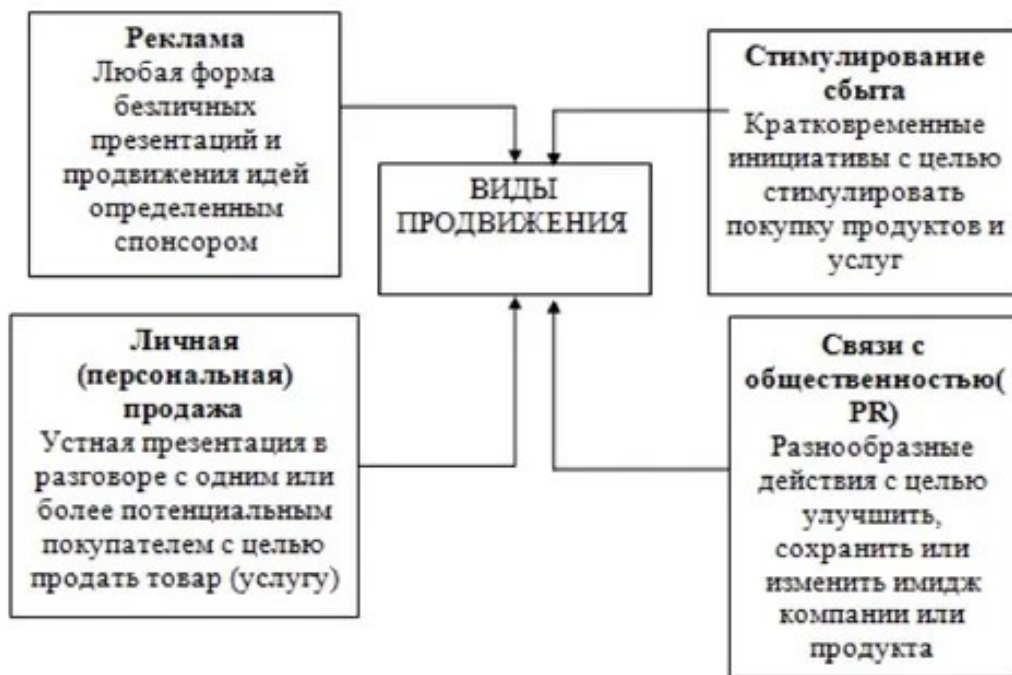 Реклама
Любая форма
безличных
презентаций и
продвижения идей
определенным
спонсором
Стимулирование
сбыта
Кратковременные
инициативы с целью
стимулировать
покупку продуктов и
услуг
ВИДЫ
ПРОДВИЖЕНИЯ
Личная
(персональная)
продажа
Устная презентация в
разговоре с одним или
более потенциальным
покупателем с целью
продать товар (услугу)
Связи с
общественностью(
PR)
Разнообразные
действия с целью
улучшить,
сохранить или
изменить имидж
компании или
продукта